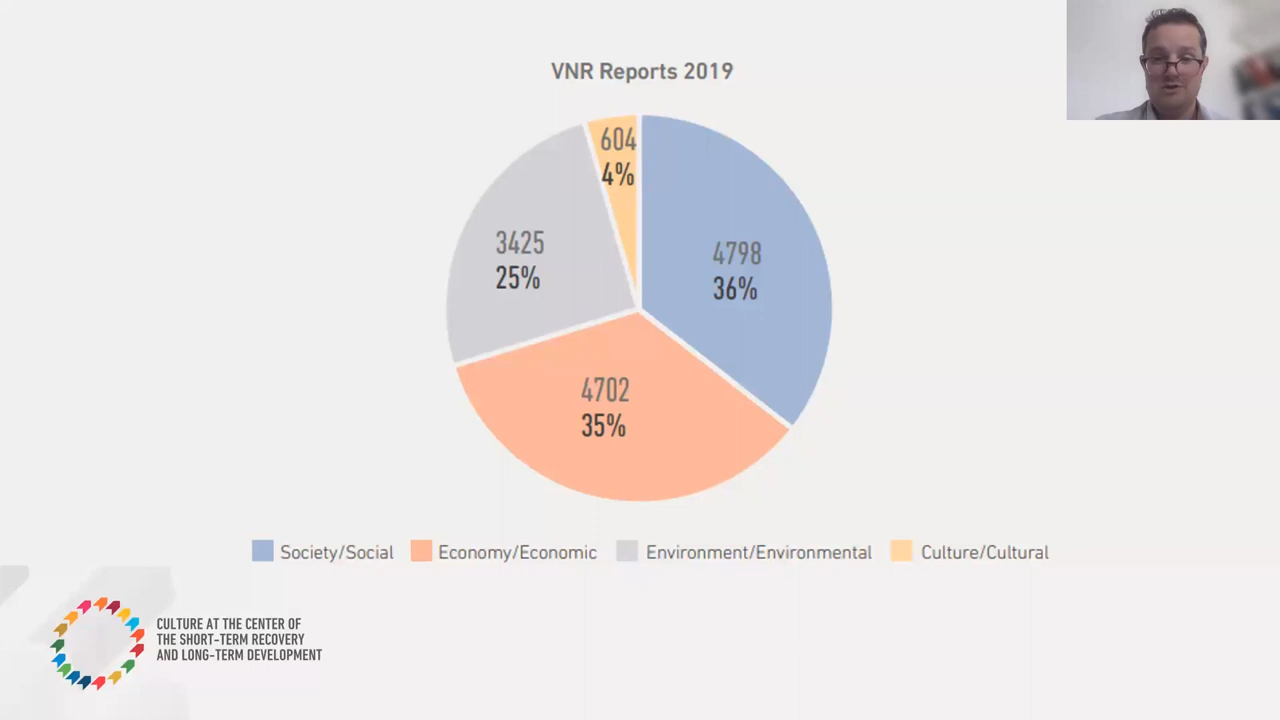 VNR Reports 2019
604
4%
3425
25%
4798
36%
4702
35%
Society/Social
Economy/Economic
Environment/Environmental
Culture/Cultural
CULTURE AT THE CENTER OF
THE SHORT-TERM RECOVERY
AND LONG-TERM DEVELOPMENT